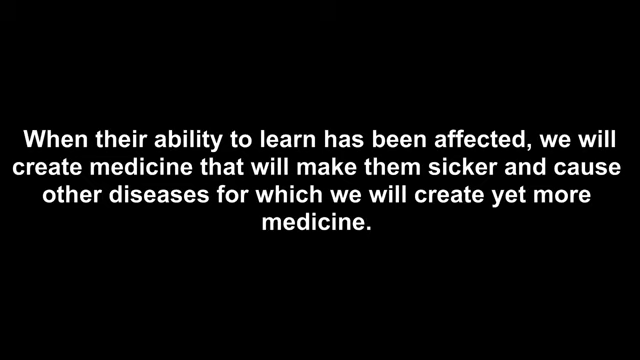 When their ability to learn has been affected, we will
create medicine that will make them sicker and cause
other diseases for which we will create yet more
medicine.